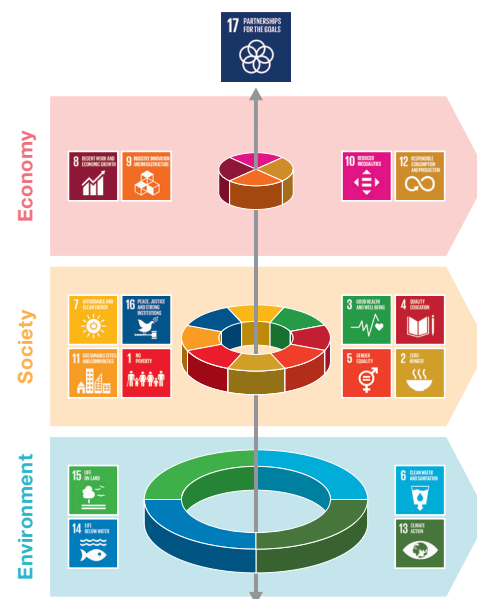 17 PARTNERSHIPS
FOR THE GOALS
Economy
8 DECENT WORK AND
ECONOMIC GROWTH
9 INDUSTRY, INNOVATION
AND INFRASTRUCTURE
10 REDUCED
INEQUALITIES
12 RESPONSIBLE
CONSUMPTION
AND PRODUCTION
Society
7 AFFORDABLE AND
CLEAN ENERGY
16 PEACE, JUSTICE
AND STRONG
INSTITUTIONS
3 GOOD HEALTH
AND WELL-BEING
4 QUALITY
EDUCATION
11 SUSTAINABLE CITIES
AND COMMUNITIES
1 NO
POVERTY
5 GENDER
EQUALITY
2 ZERO
HUNGER
Environment
15 LIFE
ON LAND
6 CLEAN WATER
AND SANITATION
14 LIFE
BELOW WATER
13 CLIMATE
ACTION